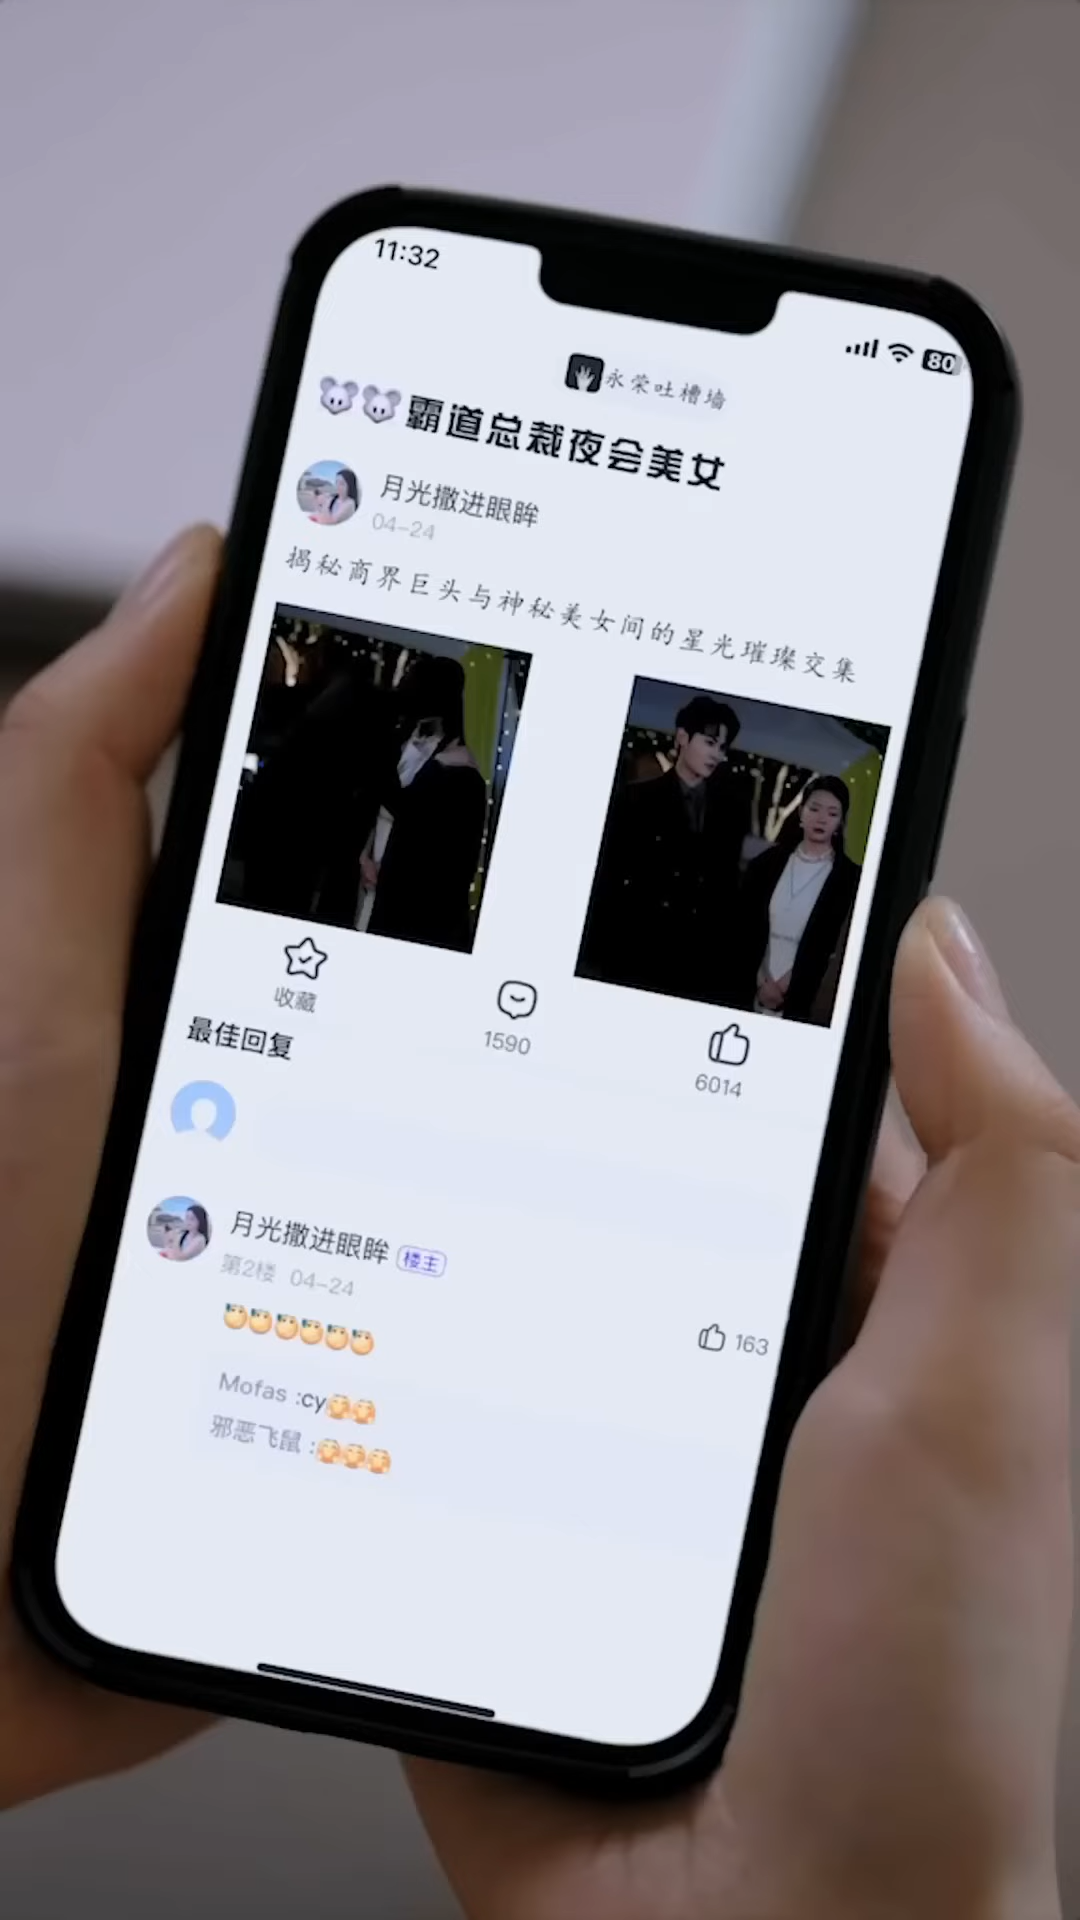 11:32
80
永荣吐槽墙
霸道总裁夜会美女
月光撒进眼眸
04-24
揭秘商界巨头与神秘美女间的星光璀璨交集
收藏
1590
6014
最佳回复
月光撒进眼眸 楼主
第2楼 04-24
163
Mofas :cy
邪恶飞鼠 :